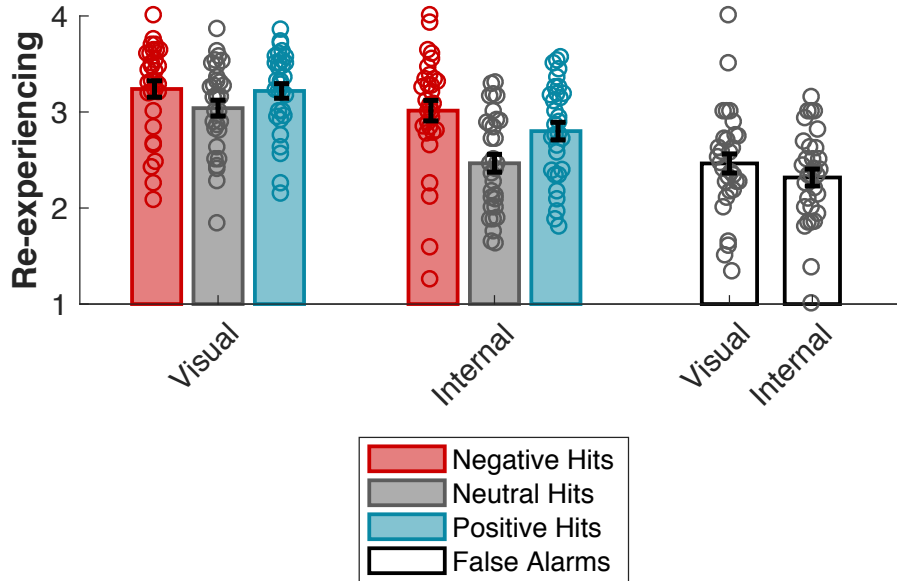 Re-experiencing
4
3
2
1
Visual
Internal
Visual
Internal
Negative Hits
Neutral Hits
Positive Hits
False Alarms